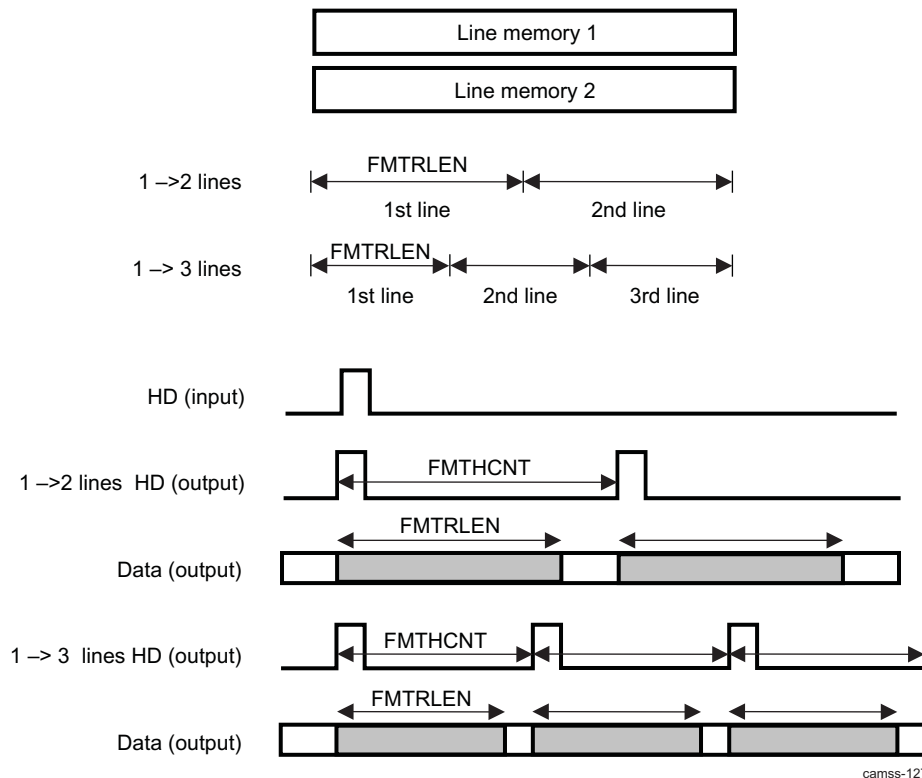 Line memory 1
Line memory 2
1 –>2 lines
FMTRLEN
1st line
2nd line
1 –> 3 lines
FMTRLEN
1st line
2nd line
3rd line
HD (input)
1 –>2 lines HD (output)
FMTHCNT
FMTRLEN
Data (output)
1 –> 3 lines HD (output)
FMTHCNT
FMTRLEN
Data (output)